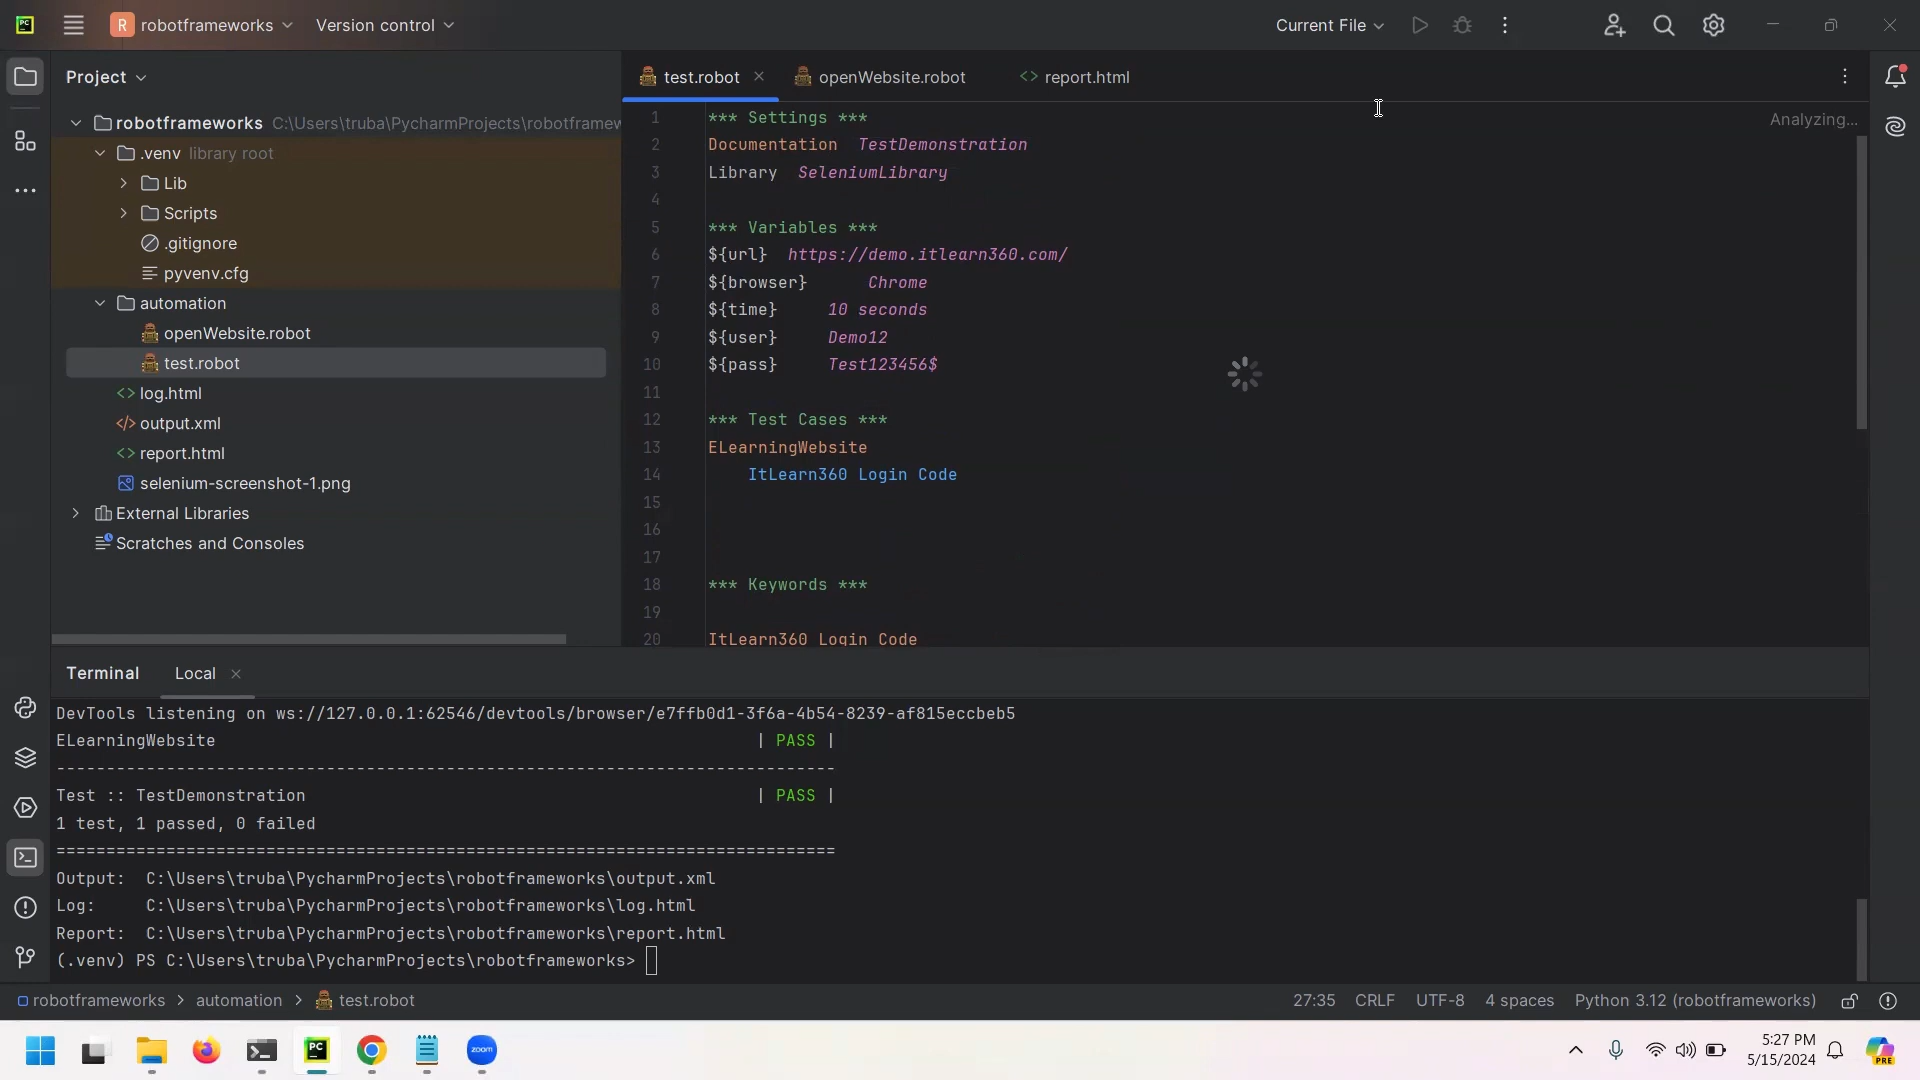 PC
R robotframeworks
Version control
Current File
Project
test.robot
openWebsite.robot
report.html
robotframeworks C:\Users\truba\PycharmProjects\robotframew
.venv library root
Lib
Scripts
.gitignore
pyvenv.cfg
automation
openWebsite.robot
test.robot
log.html
output.xml
report.html
selenium-screenshot-1.png
External Libraries
Scratches and Consoles
Analyzing...
1 *** Settings ***
2 Documentation TestDemonstration
3 Library SeleniumLibrary
4
5 *** Variables ***
6 ${url} https://demo.itlearn360.com/
7 ${browser} Chrome
8 ${time} 10 seconds
9 ${user} Demo12
10 ${pass} Test123456$
11
12 *** Test Cases ***
13 ELearningWebsite
14 ItLearn360 Login Code
15
16
17
18 *** Keywords ***
19
20 ItLearn360 Login Code
Terminal
Local
DevTools listening on ws://127.0.0.1:62546/devtools/browser/e7ffb0d1-3f6a-4b54-8239-af815eccbeb5
ELearningWebsite | PASS |
------------------------------------------------------------------------------
Test :: TestDemonstration | PASS |
1 test, 1 passed, 0 failed
==============================================================================
Output: C:\Users\truba\PycharmProjects\robotframeworks\output.xml
Log: C:\Users\truba\PycharmProjects\robotframeworks\log.html
Report: C:\Users\truba\PycharmProjects\robotframeworks\report.html
(.venv) PS C:\Users\truba\PycharmProjects\robotframeworks>
robotframeworks > automation > test.robot
27:35 CRLF UTF-8 4 spaces Python 3.12 (robotframeworks)
PC
zoom
5:27 PM
5/15/2024
PRE